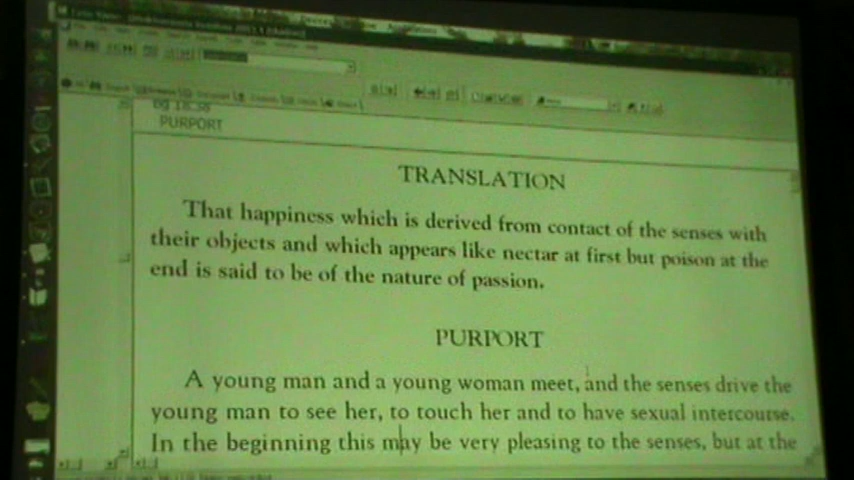 Bg 18.38
PURPORT
TRANSLATION
That happiness which is derived from contact of the senses with
their objects and which appears like nectar at first but poison at the
end is said to be of the nature of passion.
PURPORT
A young man and a young woman meet, and the senses drive the
young man to see her, to touch her and to have sexual intercourse.
In the beginning this may be very pleasing to the senses, but at the